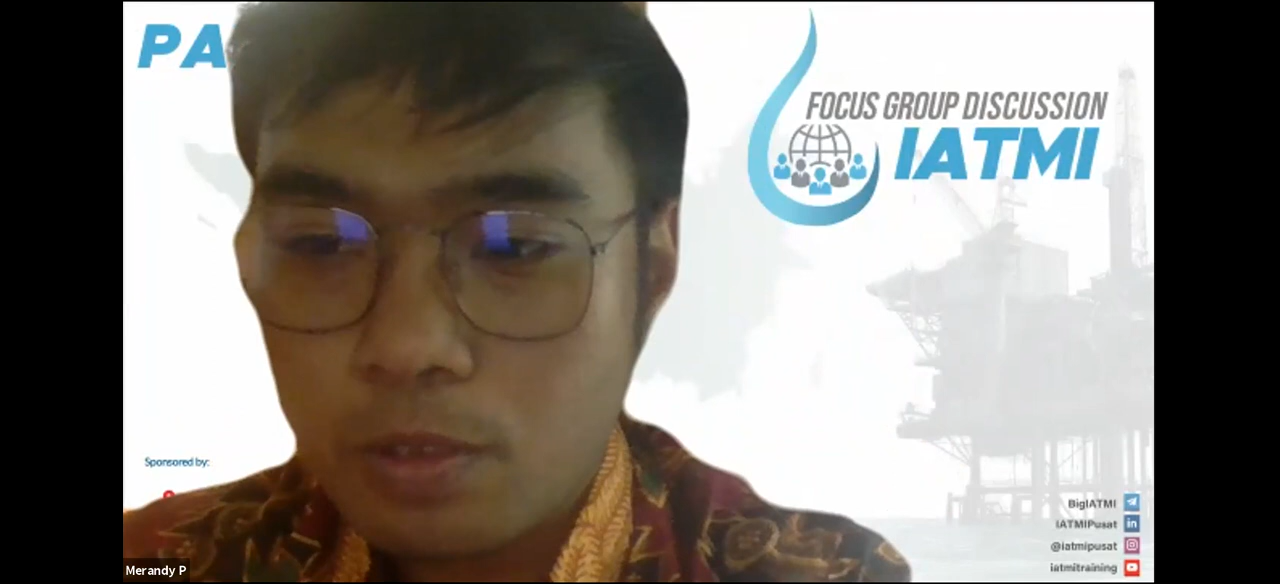 PA
FOCUS GROUP DISCUSSION
IATMI
Sponsored by:
BigIATMI
IATMIPusat
@iatmipusat
iatmitraining
Merandy P